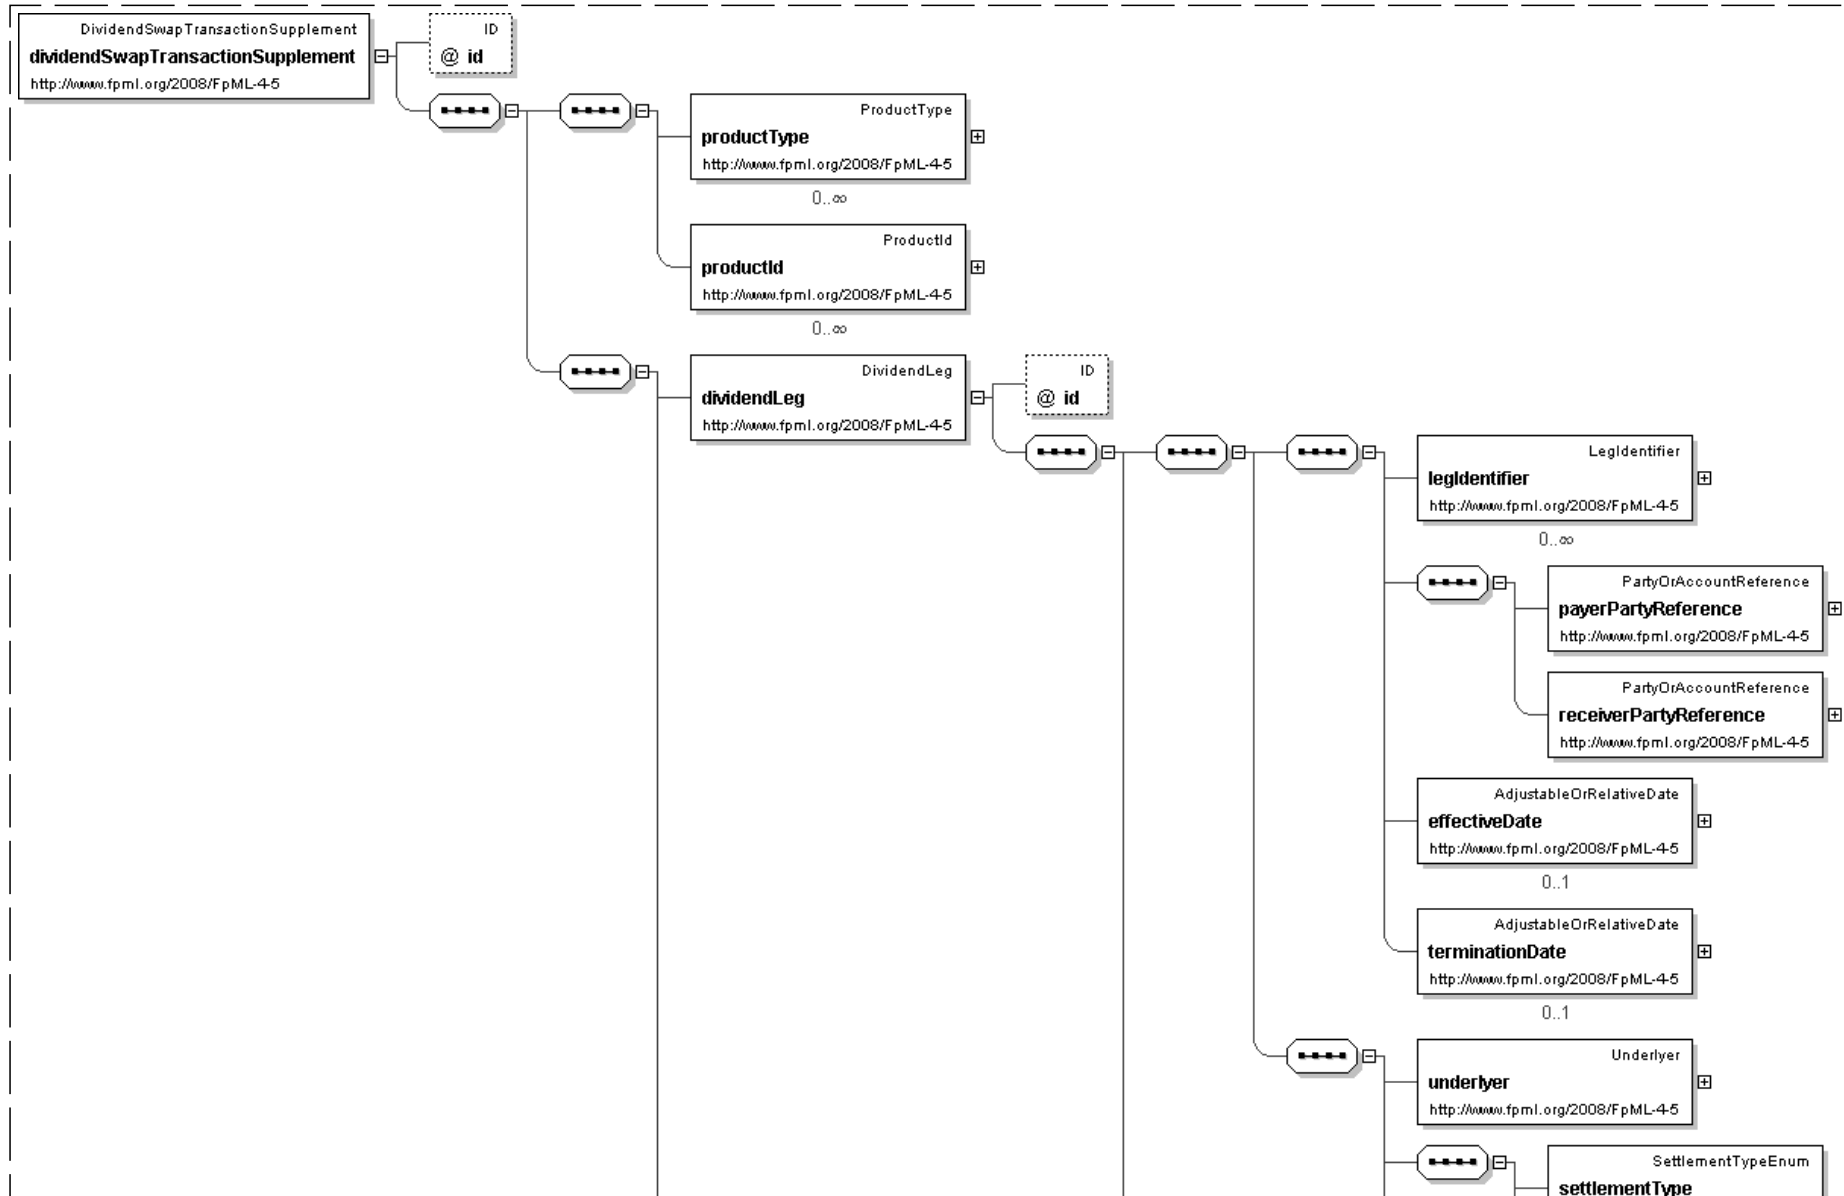 DividendSwapTransactionSupplement
dividendSwapTransactionSupplement
http://www.fpml.org/2008/FpML-4-5
ID
@ id
ProductType
productType
http://www.fpml.org/2008/FpML-4-5
0..∞
ProductId
productId
http://www.fpml.org/2008/FpML-4-5
0..∞
DividendLeg
dividendLeg
http://www.fpml.org/2008/FpML-4-5
ID
@ id
LegIdentifier
legIdentifier
http://www.fpml.org/2008/FpML-4-5
0..∞
PartyOrAccountReference
payerPartyReference
http://www.fpml.org/2008/FpML-4-5
PartyOrAccountReference
receiverPartyReference
http://www.fpml.org/2008/FpML-4-5
AdjustableOrRelativeDate
effectiveDate
http://www.fpml.org/2008/FpML-4-5
0..1
AdjustableOrRelativeDate
terminationDate
http://www.fpml.org/2008/FpML-4-5
0..1
Underlyer
underlyer
http://www.fpml.org/2008/FpML-4-5
SettlementTypeEnum
settlementType